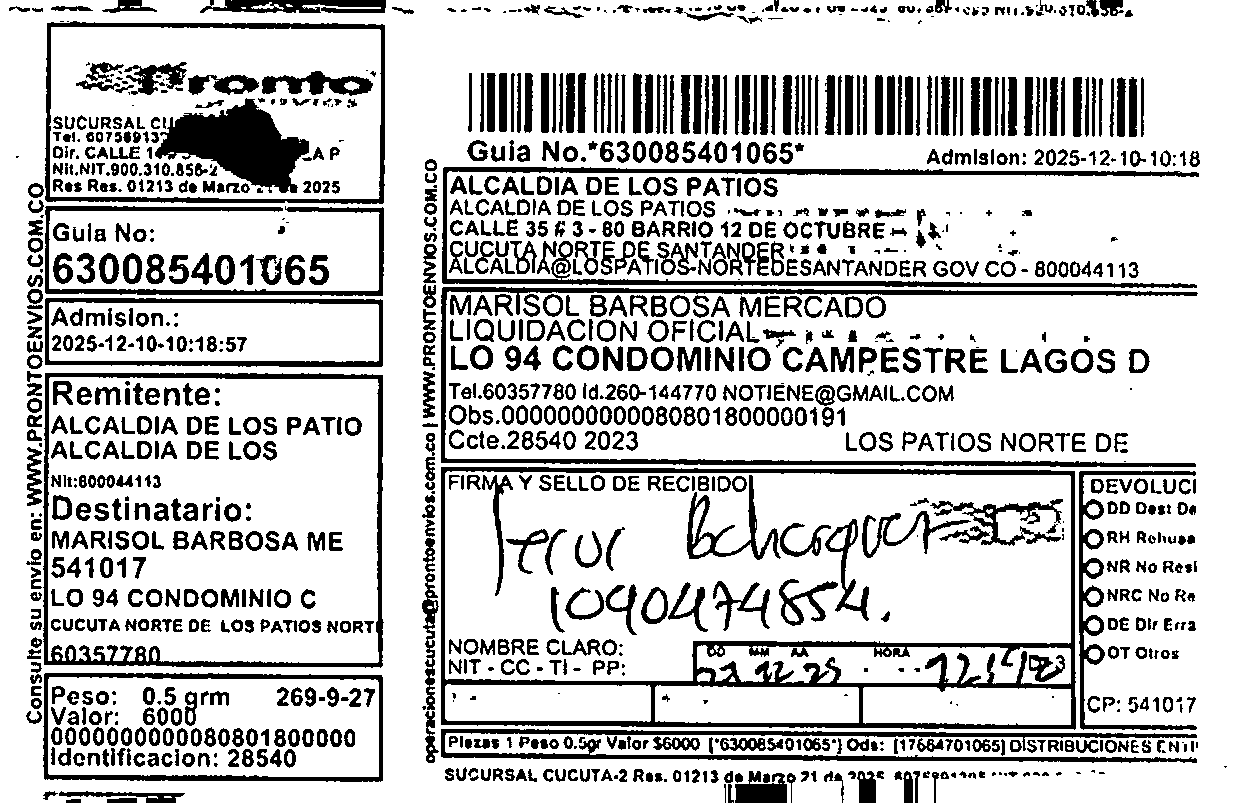 Pronto
ENVIOS
SUCURSAL CU
Tel. 60756913
Dir. CALLE 1
LA P
Nit.NIT.900.310.856-2
Res Res. 01213 de Marzo 21 de 2025
Guia No:
630085401065
Admision.:
2025-12-10-10:18:57
Remitente:
ALCALDIA DE LOS PATIO
ALCALDIA DE LOS
Nit:800044113
Destinatario:
MARISOL BARBOSA ME
541017
LO 94 CONDOMINIO C
CUCUTA NORTE DE LOS PATIOS NORT
60357780
Peso: 0.5 grm 269-9-27
Valor: 6000
Identificacion: 28540
Consulte su envio en: WWW.PRONTOENVIOS.COM.CO
Guia No.*630085401065*
Admision: 2025-12-10-10:18
ALCALDIA DE LOS PATIOS
ALCALDIA DE LOS PATIOS
CALLE 35 # 3 - 80 BARRIO 12 DE OCTUBRE
CUCUTA NORTE DE SANTANDER
ALCALDIA@LOSPATIOS-NORTEDESANTANDER GOV CO - 800044113
MARISOL BARBOSA MERCADO
LIQUIDACION OFICIAL
LO 94 CONDOMINIO CAMPESTRE LAGOS D
Tel.60357780 Id.260-144770 NOTIENE@GMAIL.COM
Ccte.28540 2023 LOS PATIOS NORTE DE
FIRMA Y SELLO DE RECIBIDO
1090474854.
NOMBRE CLARO:
NIT - CC - TI - PP:
DD MM AA HORA
DEVOLUCI
DD Dest De
RH Rehusa
NR No Resi
NRC No Re
DE Dir Erra
OT Otros
CP: 541017
Piezas 1 Peso 0.5gr Valor $6000 [*630085401065*] Ods: [17664701065] DISTRIBUCIONES
SUCURSAL CUCUTA-2 Res. 01213 de Marzo 21 de 2025
operacionescucuta@prontoenvios.com.co | WWW.PRONTOENVIOS.COM.CO